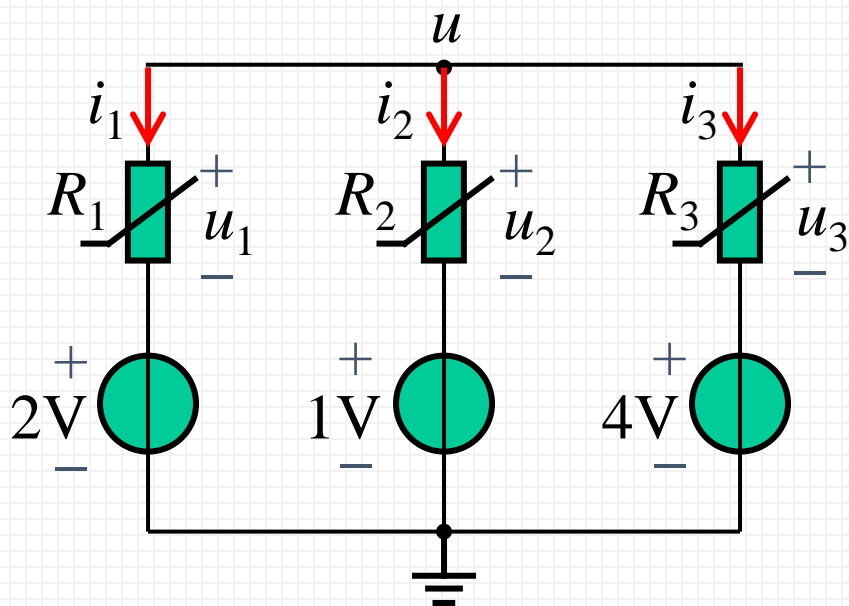 u
i1 i2 i3
R1 + u1 − R2 + u2 − R3 + u3 −
+ 2V − + 1V − + 4V −